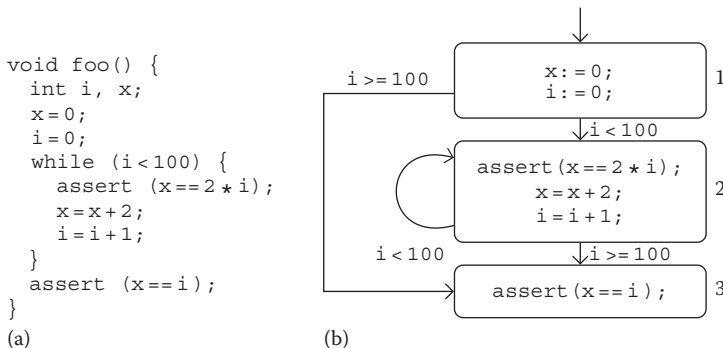 void foo() {
int i, x;
x=0;
i=0;
while (i<100) {
assert (x==2*i);
x=x+2;
i=i+1;
}
assert (x==i);
}
(a)
x:=0;
i:=0;
1
i>=100
i<100
assert(x==2*i);
x=x+2;
i=i+1;
2
i<100
i>=100
assert(x==i);
3
(b)